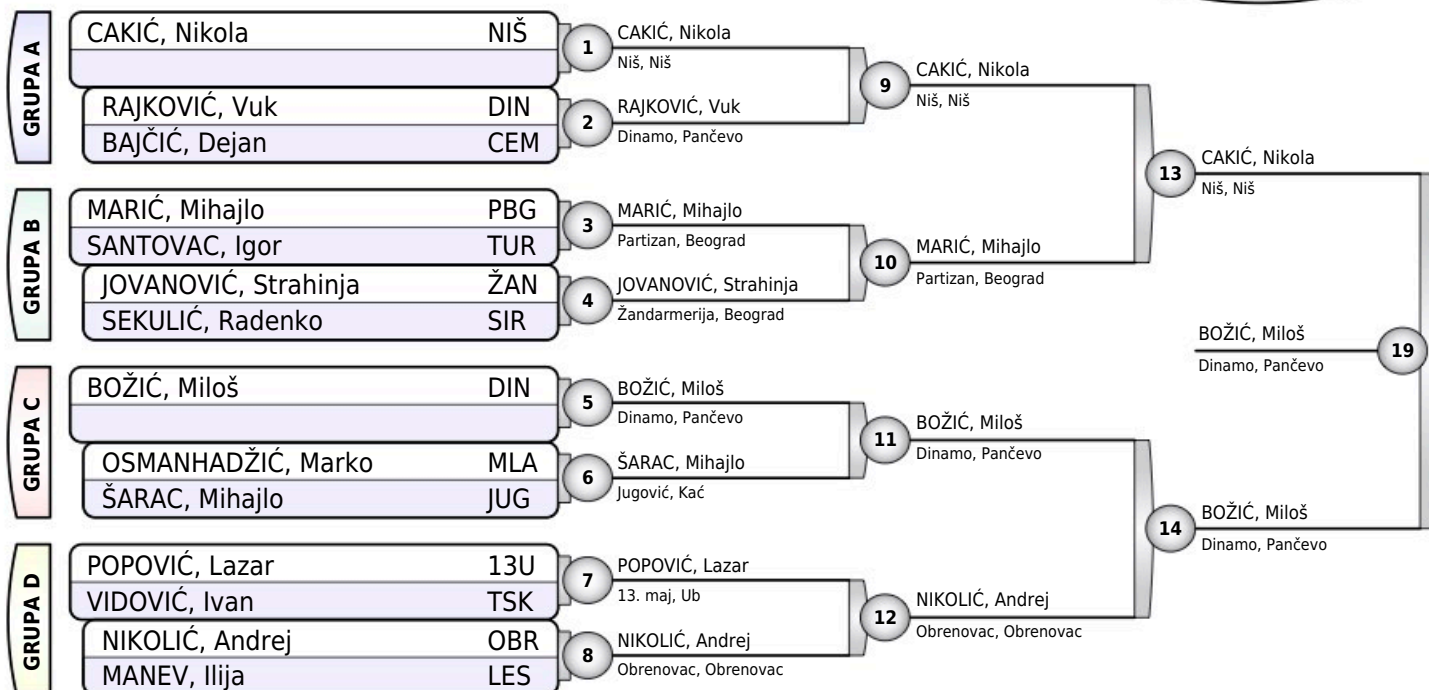 GRUPA A
CAKIĆ, Nikola NIŠ
RAJKOVIĆ, Vuk DIN
BAJČIĆ, Dejan CEM
GRUPA B
MARIĆ, Mihajlo PBG
SANTOVAC, Igor TUR
JOVANOVIĆ, Strahinja ŽAN
SEKULIĆ, Radenko SIR
GRUPA C
BOŽIĆ, Miloš DIN
OSMANHADŽIĆ, Marko MLA
ŠARAC, Mihajlo JUG
GRUPA D
POPOVIĆ, Lazar 13U
VIDOVIĆ, Ivan TSK
NIKOLIĆ, Andrej OBR
MANEV, Ilija LES
1
CAKIĆ, Nikola
Niš, Niš
2
RAJKOVIĆ, Vuk
Dinamo, Pančevo
3
MARIĆ, Mihajlo
Partizan, Beograd
4
JOVANOVIĆ, Strahinja
Žandarmerija, Beograd
5
BOŽIĆ, Miloš
Dinamo, Pančevo
6
ŠARAC, Mihajlo
Jugović, Kać
7
POPOVIĆ, Lazar
13. maj, Ub
8
NIKOLIĆ, Andrej
Obrenovac, Obrenovac
9
CAKIĆ, Nikola
Niš, Niš
10
MARIĆ, Mihajlo
Partizan, Beograd
11
BOŽIĆ, Miloš
Dinamo, Pančevo
12
NIKOLIĆ, Andrej
Obrenovac, Obrenovac
13
CAKIĆ, Nikola
Niš, Niš
14
BOŽIĆ, Miloš
Dinamo, Pančevo
BOŽIĆ, Miloš
Dinamo, Pančevo
19